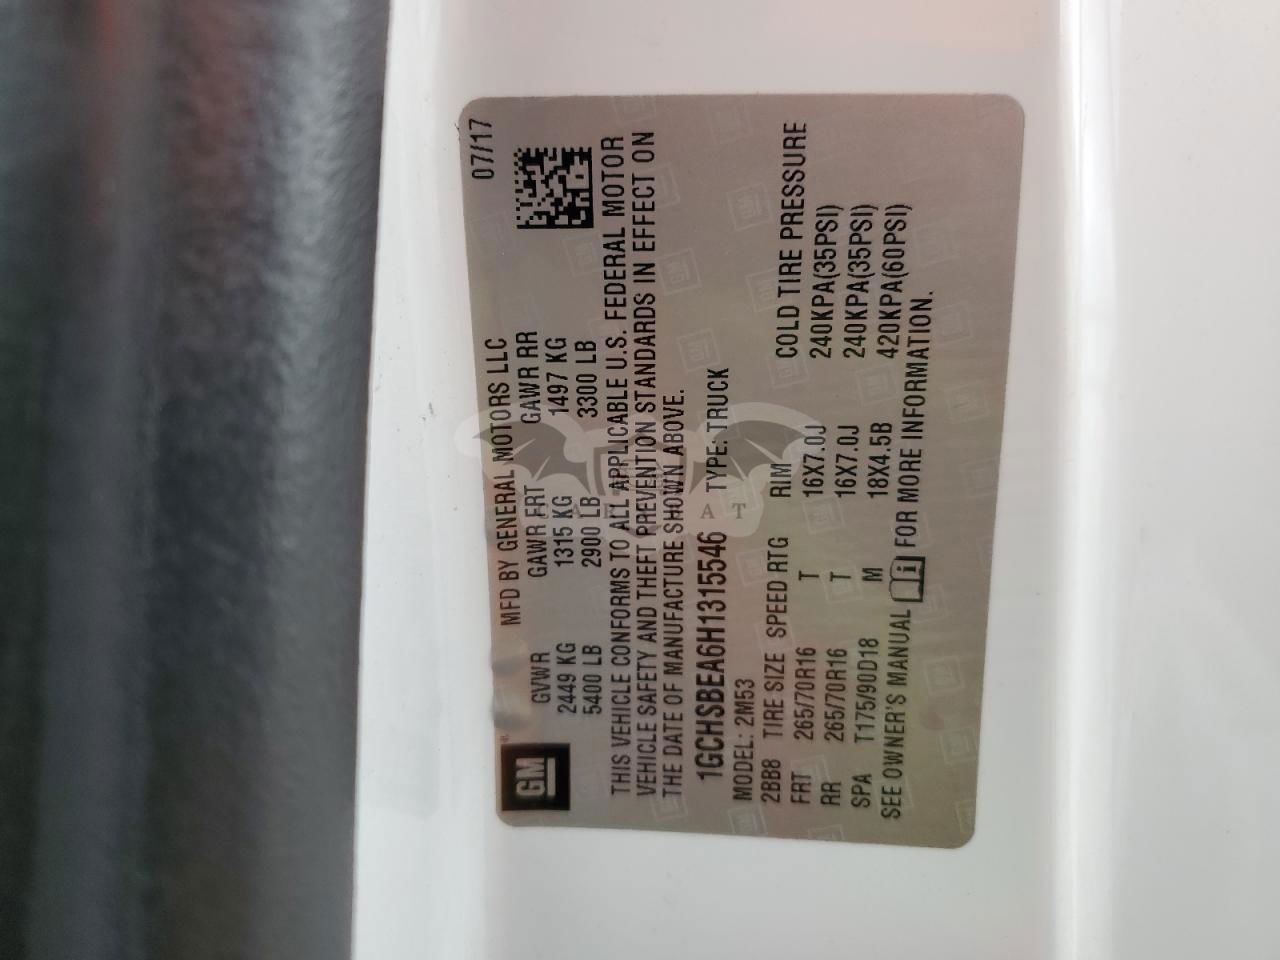 07/17
MFD BY GENERAL MOTORS LLC
GM
GVWR GAWR FRT GAWR RR
2449 KG 1315 KG 1497 KG
5400 LB 2900 LB 3300 LB
THIS VEHICLE CONFORMS TO ALL APPLICABLE U.S. FEDERAL MOTOR
VEHICLE SAFETY AND THEFT PREVENTION STANDARDS IN EFFECT ON
THE DATE OF MANUFACTURE SHOWN ABOVE.
1GCHSBEA6H1315546 TYPE: TRUCK
MODEL: 2M53
2BB8 TIRE SIZE SPEED RTG RIM COLD TIRE PRESSURE
FRT 265/70R16 T 16X7.0J 240KPA(35PSI)
RR 265/70R16 T 16X7.0J 240KPA(35PSI)
SPA T175/90D18 M 18X4.5B 420KPA(60PSI)
SEE OWNER'S MANUAL FOR MORE INFORMATION.